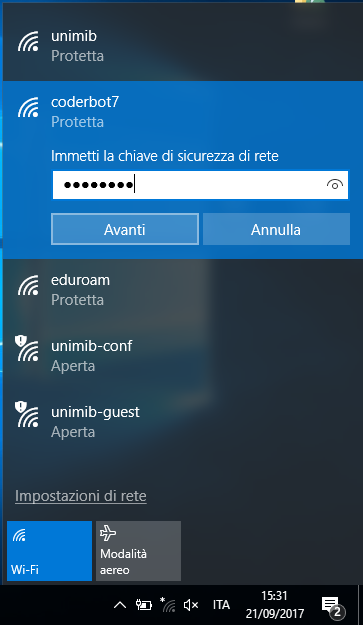 unimib
Protetta
coderbot7
Protetta
Immetti la chiave di sicurezza di rete
●●●●●●●●
Avanti
Annulla
eduroam
Protetta
unimib-conf
Aperta
unimib-guest
Aperta
Impostazioni di rete
Wi-Fi
Modalità
aereo
ITA
15:31
21/09/2017
2